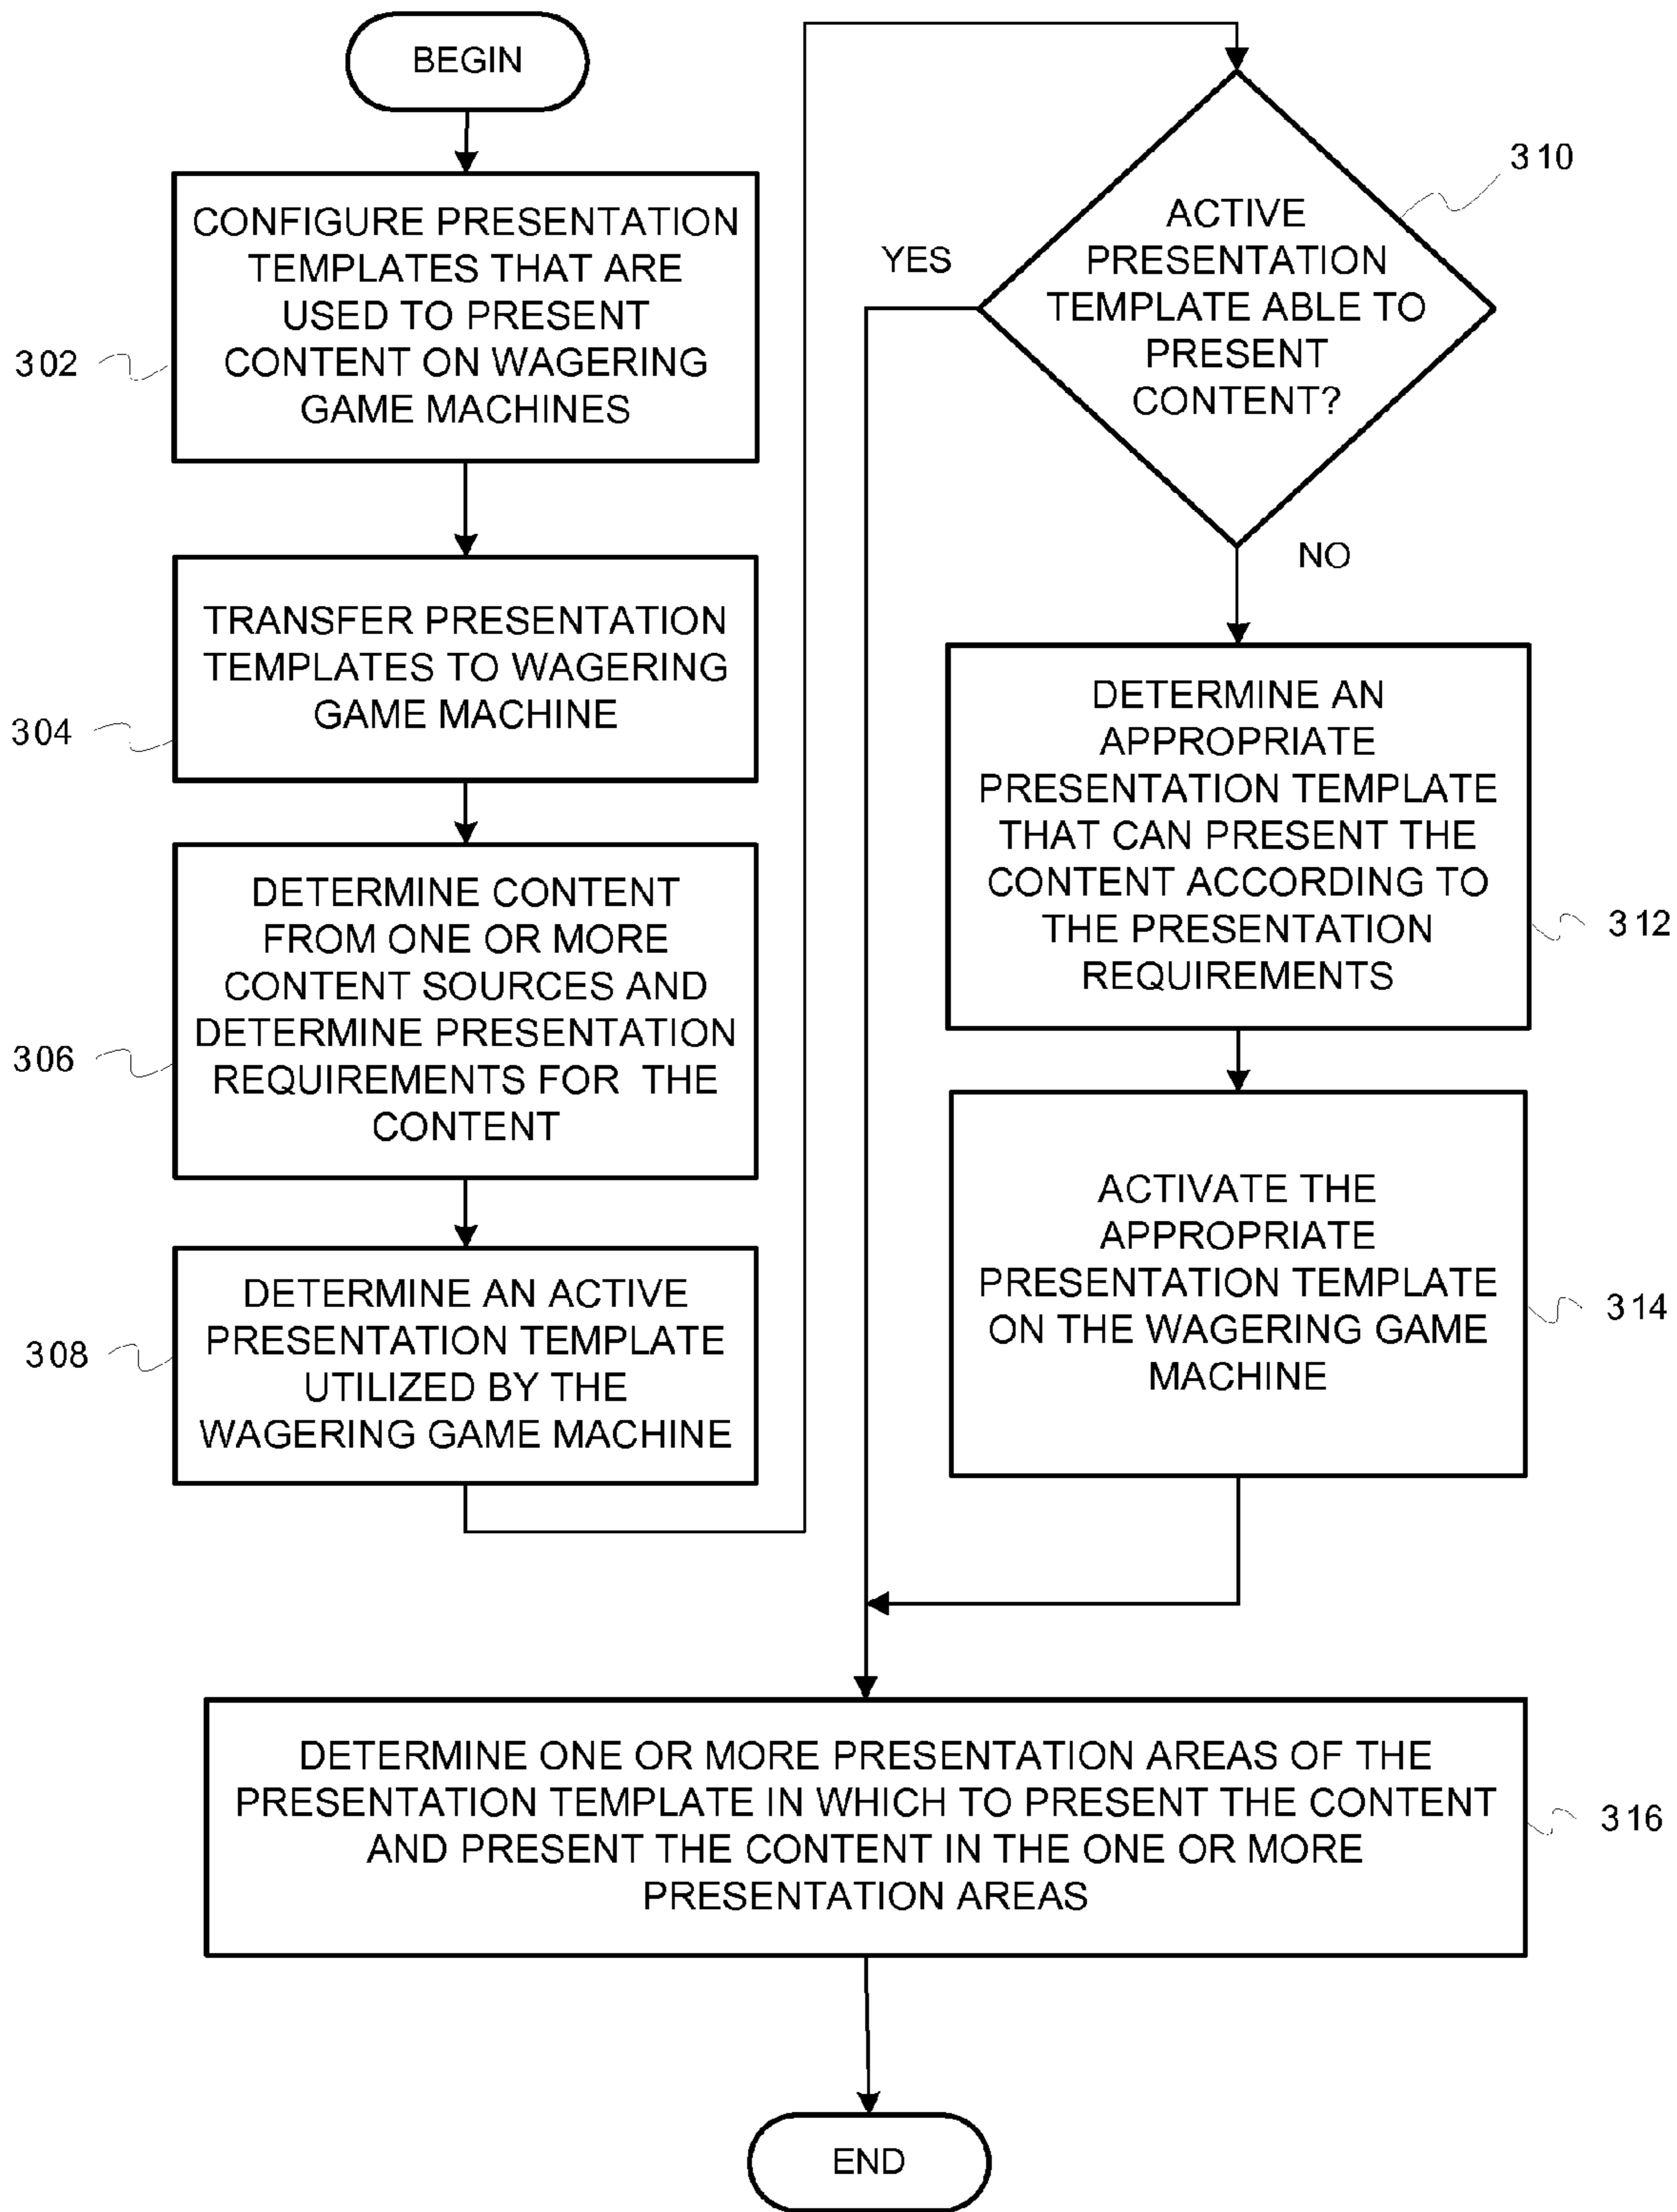 BEGIN
CONFIGURE PRESENTATION
TEMPLATES THAT ARE
USED TO PRESENT
CONTENT ON WAGERING
GAME MACHINES
302
TRANSFER PRESENTATION
TEMPLATES TO WAGERING
GAME MACHINE
304
DETERMINE CONTENT
FROM ONE OR MORE
CONTENT SOURCES AND
DETERMINE PRESENTATION
REQUIREMENTS FOR THE
CONTENT
306
DETERMINE AN ACTIVE
PRESENTATION TEMPLATE
UTILIZED BY THE
WAGERING GAME MACHINE
308
ACTIVE
PRESENTATION
TEMPLATE ABLE TO
PRESENT
CONTENT?
310
YES
NO
DETERMINE AN
APPROPRIATE
PRESENTATION TEMPLATE
THAT CAN PRESENT THE
CONTENT ACCORDING TO
THE PRESENTATION
REQUIREMENTS
312
ACTIVATE THE
APPROPRIATE
PRESENTATION TEMPLATE
ON THE WAGERING GAME
MACHINE
314
DETERMINE ONE OR MORE PRESENTATION AREAS OF THE
PRESENTATION TEMPLATE IN WHICH TO PRESENT THE CONTENT
AND PRESENT THE CONTENT IN THE ONE OR MORE
PRESENTATION AREAS
316
END